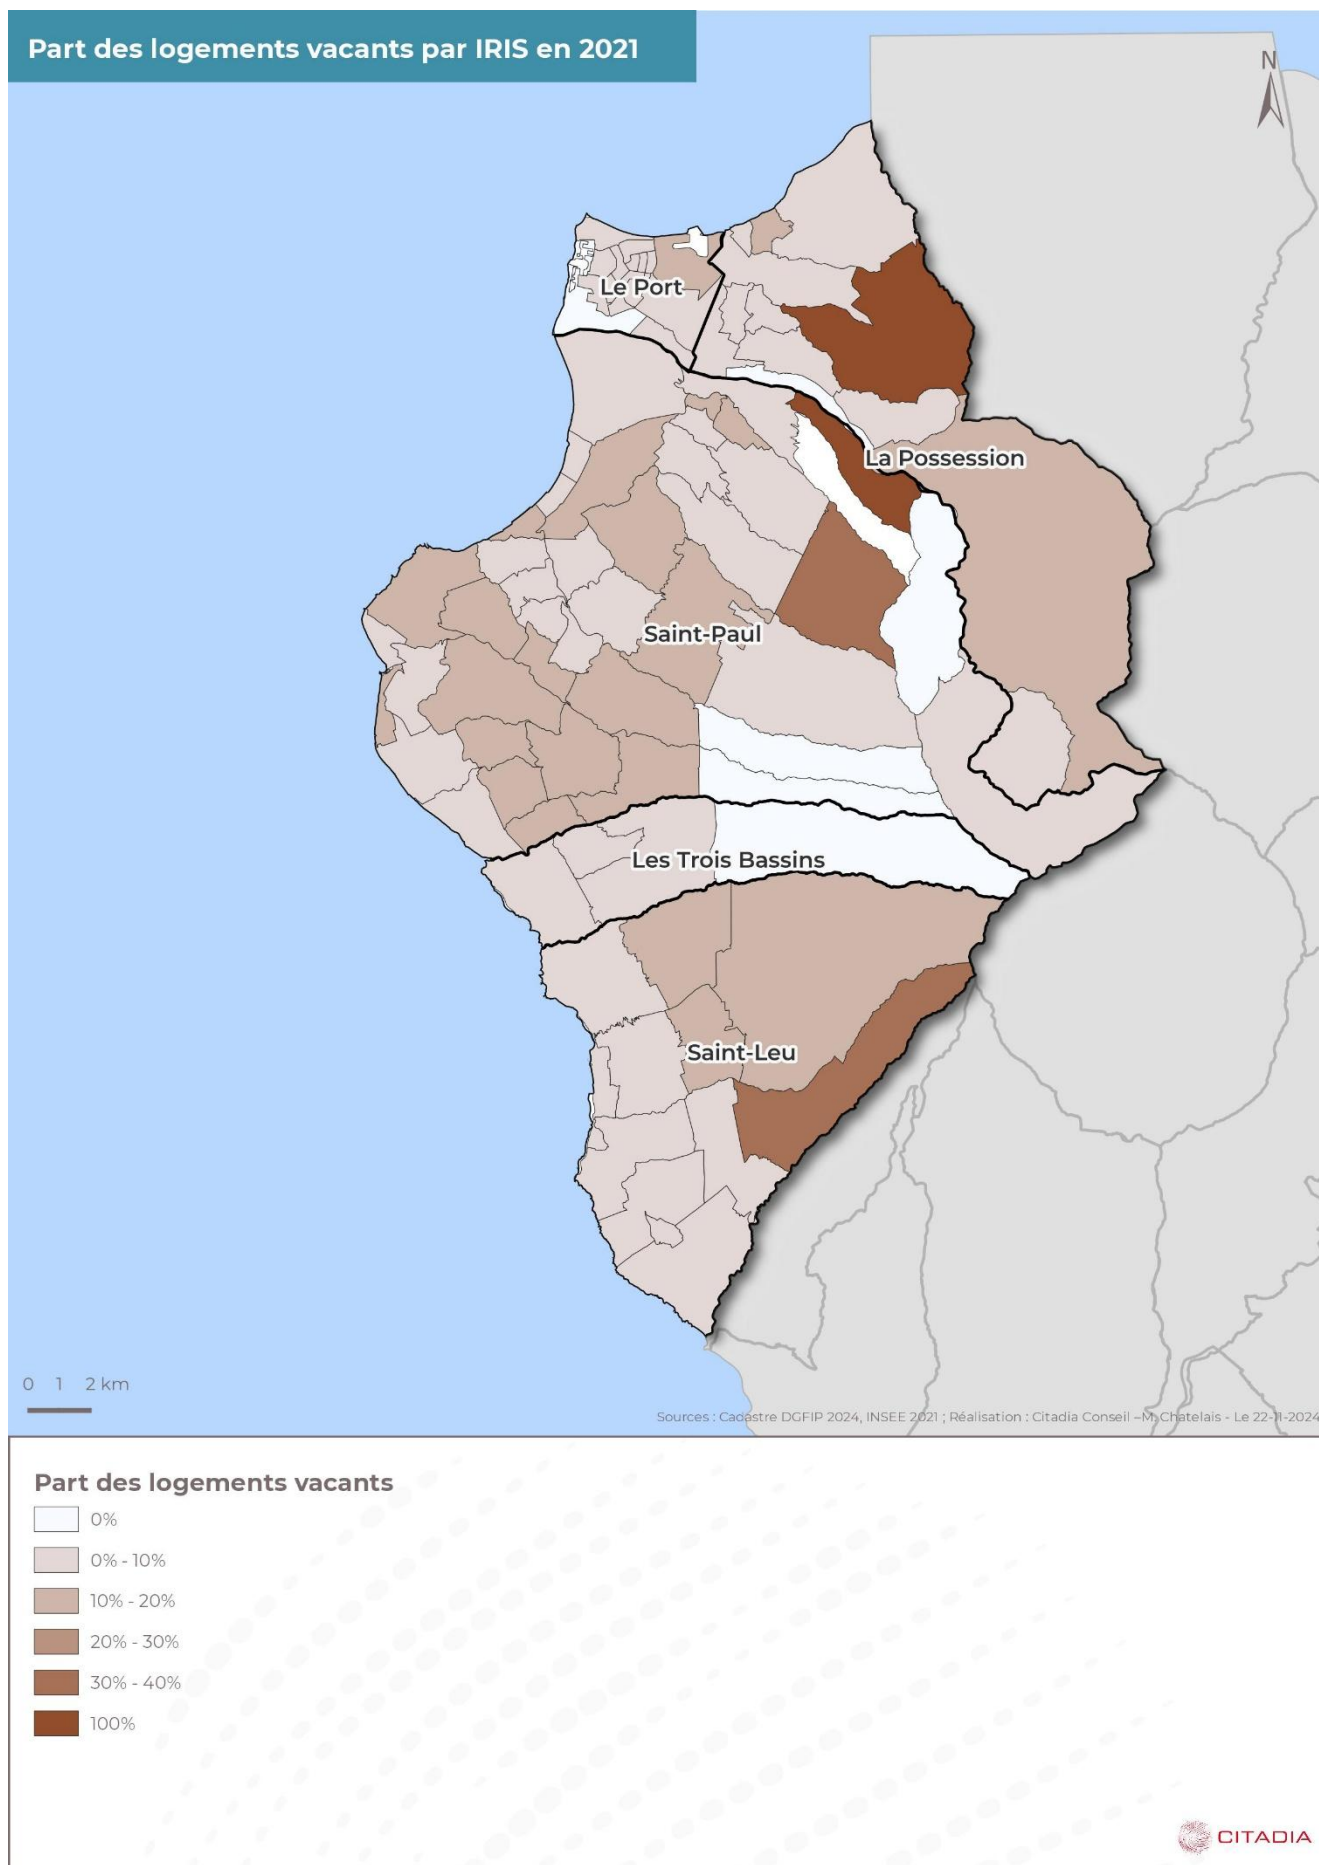 Part des logements vacants par IRIS en 2021
N
Le Port
La Possession
Saint-Paul
Les Trois Bassins
Saint-Leu
0 1 2 km
Sources : Cadastre DGFIP 2024, INSEE 2021 ; Réalisation : Citadia Conseil –M. Chatelais - Le 22-11-2024
Part des logements vacants
0%
0% - 10%
10% - 20%
20% - 30%
30% - 40%
100%
CITADIA